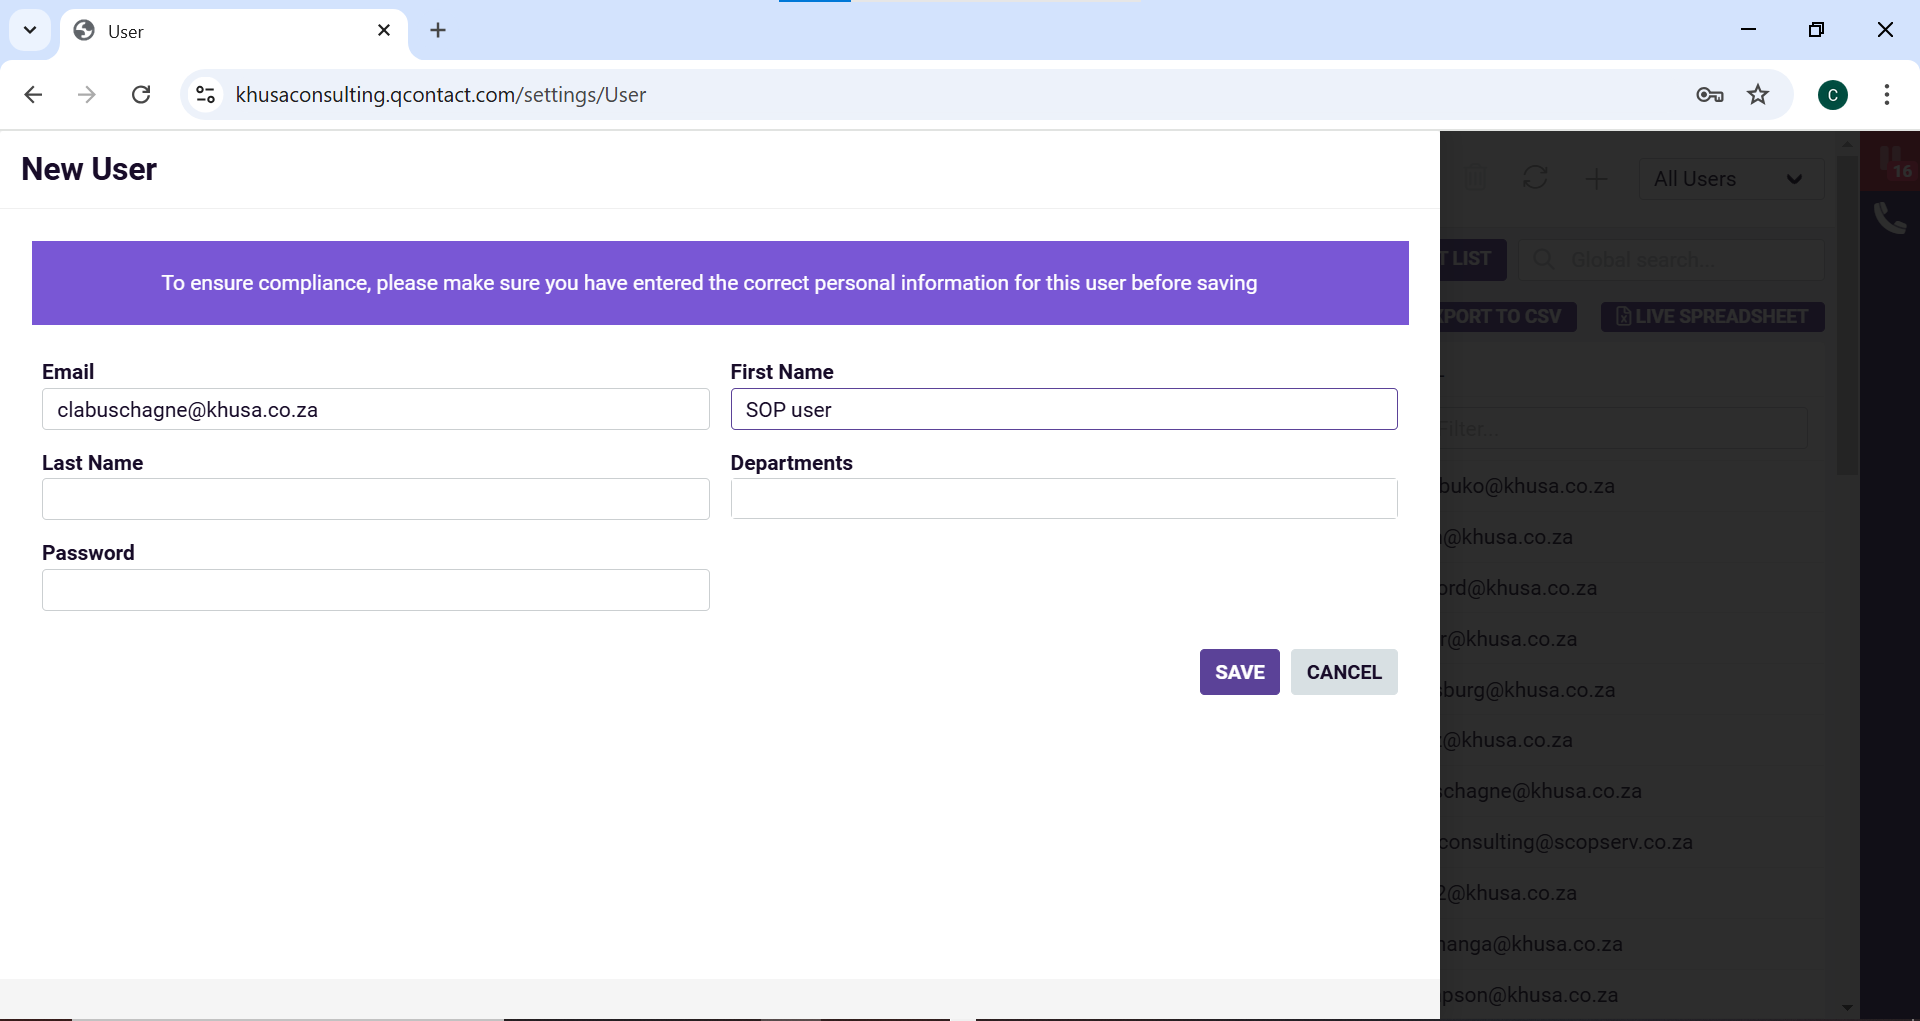 User
khusaconsulting.qcontact.com/settings/User
C
New User
All Users
16
To ensure compliance, please make sure you have entered the correct personal information for this user before saving
T LIST
Global search...
PORT TO CSV
LIVE SPREADSHEET
Email
First Name
clabuschagne@khusa.co.za
SOP user
Filter...
Last Name
Departments
buko@khusa.co.za
@khusa.co.za
Password
ord@khusa.co.za
r@khusa.co.za
SAVE
CANCEL
sburg@khusa.co.za
@khusa.co.za
schagne@khusa.co.za
consulting@scopserv.co.za
2@khusa.co.za
nanga@khusa.co.za
pson@khusa.co.za